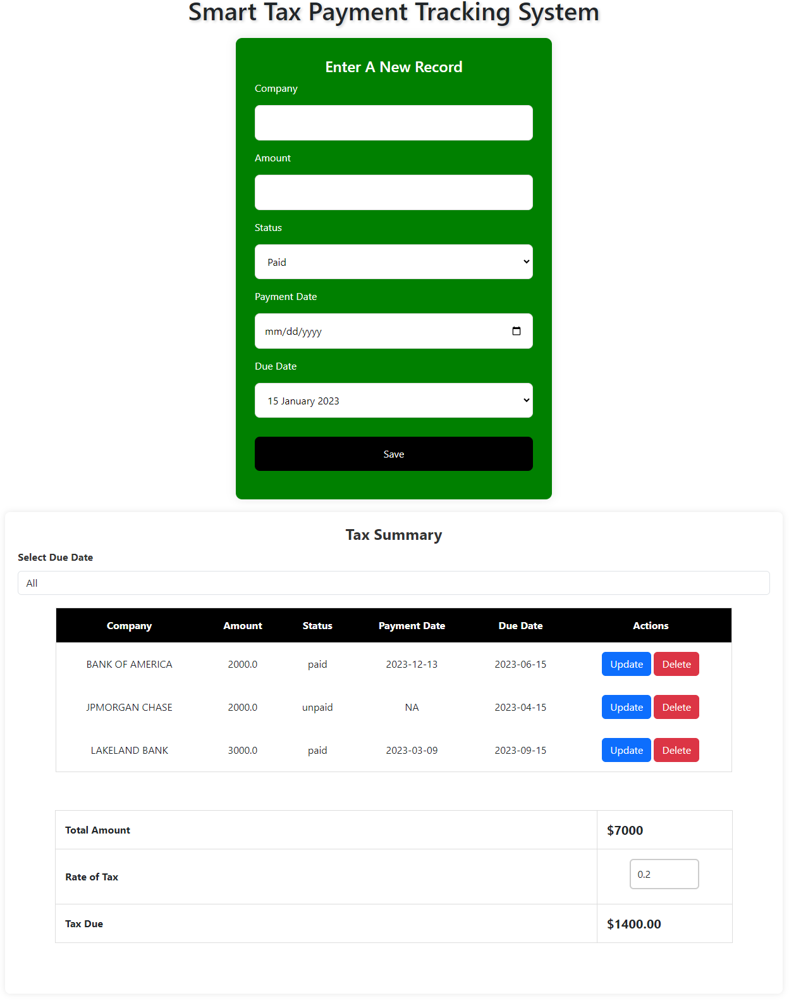 Smart Tax Payment Tracking System
Enter A New Record
Company
Amount
Status
Paid
Payment Date
mm/dd/yyyy
Due Date
15 January 2023
Save
Tax Summary
Select Due Date
All
Company Amount Status Payment Date Due Date Actions
BANK OF AMERICA 2000.0 paid 2023-12-13 2023-06-15 Update Delete
JPMORGAN CHASE 2000.0 unpaid NA 2023-04-15 Update Delete
LAKELAND BANK 3000.0 paid 2023-03-09 2023-09-15 Update Delete
Total Amount $7000
Rate of Tax 0.2
Tax Due $1400.00